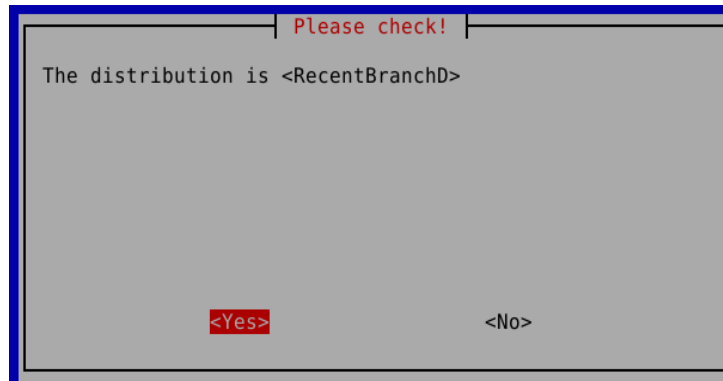 Please check!
The distribution is <RecentBranchD>
<Yes> <No>